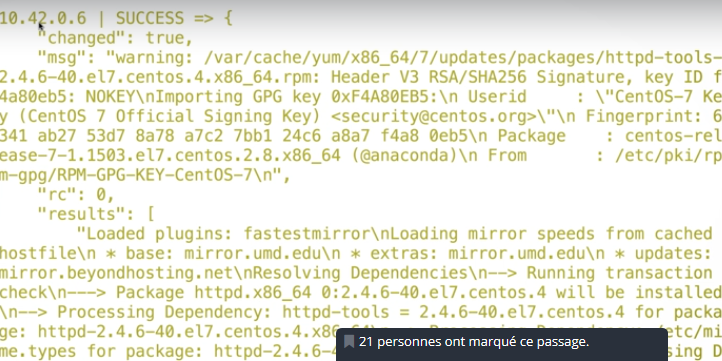 10.42.0.6 | SUCCESS => {
"changed": true,
"msg": "warning: /var/cache/yum/x86_64/7/updates/packages/httpd-tools-
2.4.6-40.el7.centos.4.x86_64.rpm: Header V3 RSA/SHA256 Signature, key ID f
4a80eb5: NOKEY\nImporting GPG key 0xF4A80EB5:\n Userid     : \"CentOS-7 Ke
y (CentOS 7 Official Signing Key) <security@centos.org>\"\n Fingerprint: 6
341 ab27 53d7 8a78 a7c2 7bb1 24c6 a8a7 f4a8 0eb5\n Package    : centos-rel
ease-7-1.1503.el7.centos.2.8.x86_64 (@anaconda)\n From       : /etc/pki/rp
m-gpg/RPM-GPG-KEY-CentOS-7\n",
"rc": 0,
"results": [
"Loaded plugins: fastestmirror\nLoading mirror speeds from cached
hostfile\n * base: mirror.umd.edu\n * extras: mirror.umd.edu\n * updates:
mirror.beyondhosting.net\nResolving Dependencies\n--> Running transaction
check\n---> Package httpd.x86_64 0:2.4.6-40.el7.centos.4 will be installed
\n--> Processing Dependency: httpd-tools = 2.4.6-40.el7.centos.4 for packa
ge: httpd-2.4.6-40.el7.centos.4.x86 /etc/mi
me.types for package: httpd-2.4.6-4
21 personnes ont marqué ce passage.